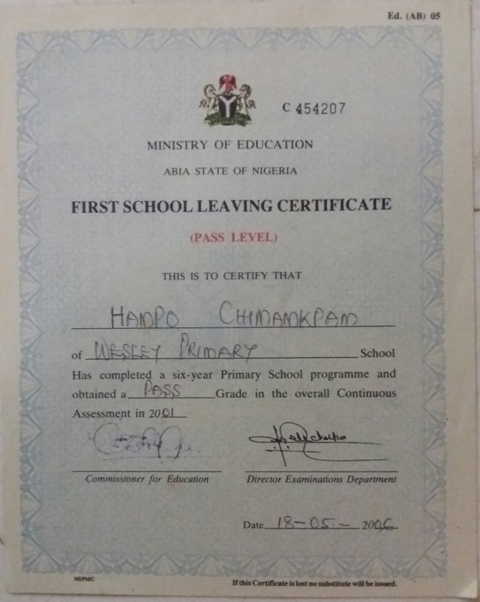 Ed. (AB) 05
C 454207
MINISTRY OF EDUCATION
ABIA STATE OF NIGERIA
FIRST SCHOOL LEAVING CERTIFICATE
(PASS LEVEL)
THIS IS TO CERTIFY THAT
HANPO CHIMAMKPAM
of WESLEY PRIMARY School
Has completed a six-year Primary School programme and
obtained a PASS Grade in the overall Continuous
Assessment in 2001
Commissioner for Education Director Examinations Department
Date 18-05-2006
NSPMC
If this Certificate is lost no substitute will be issued.